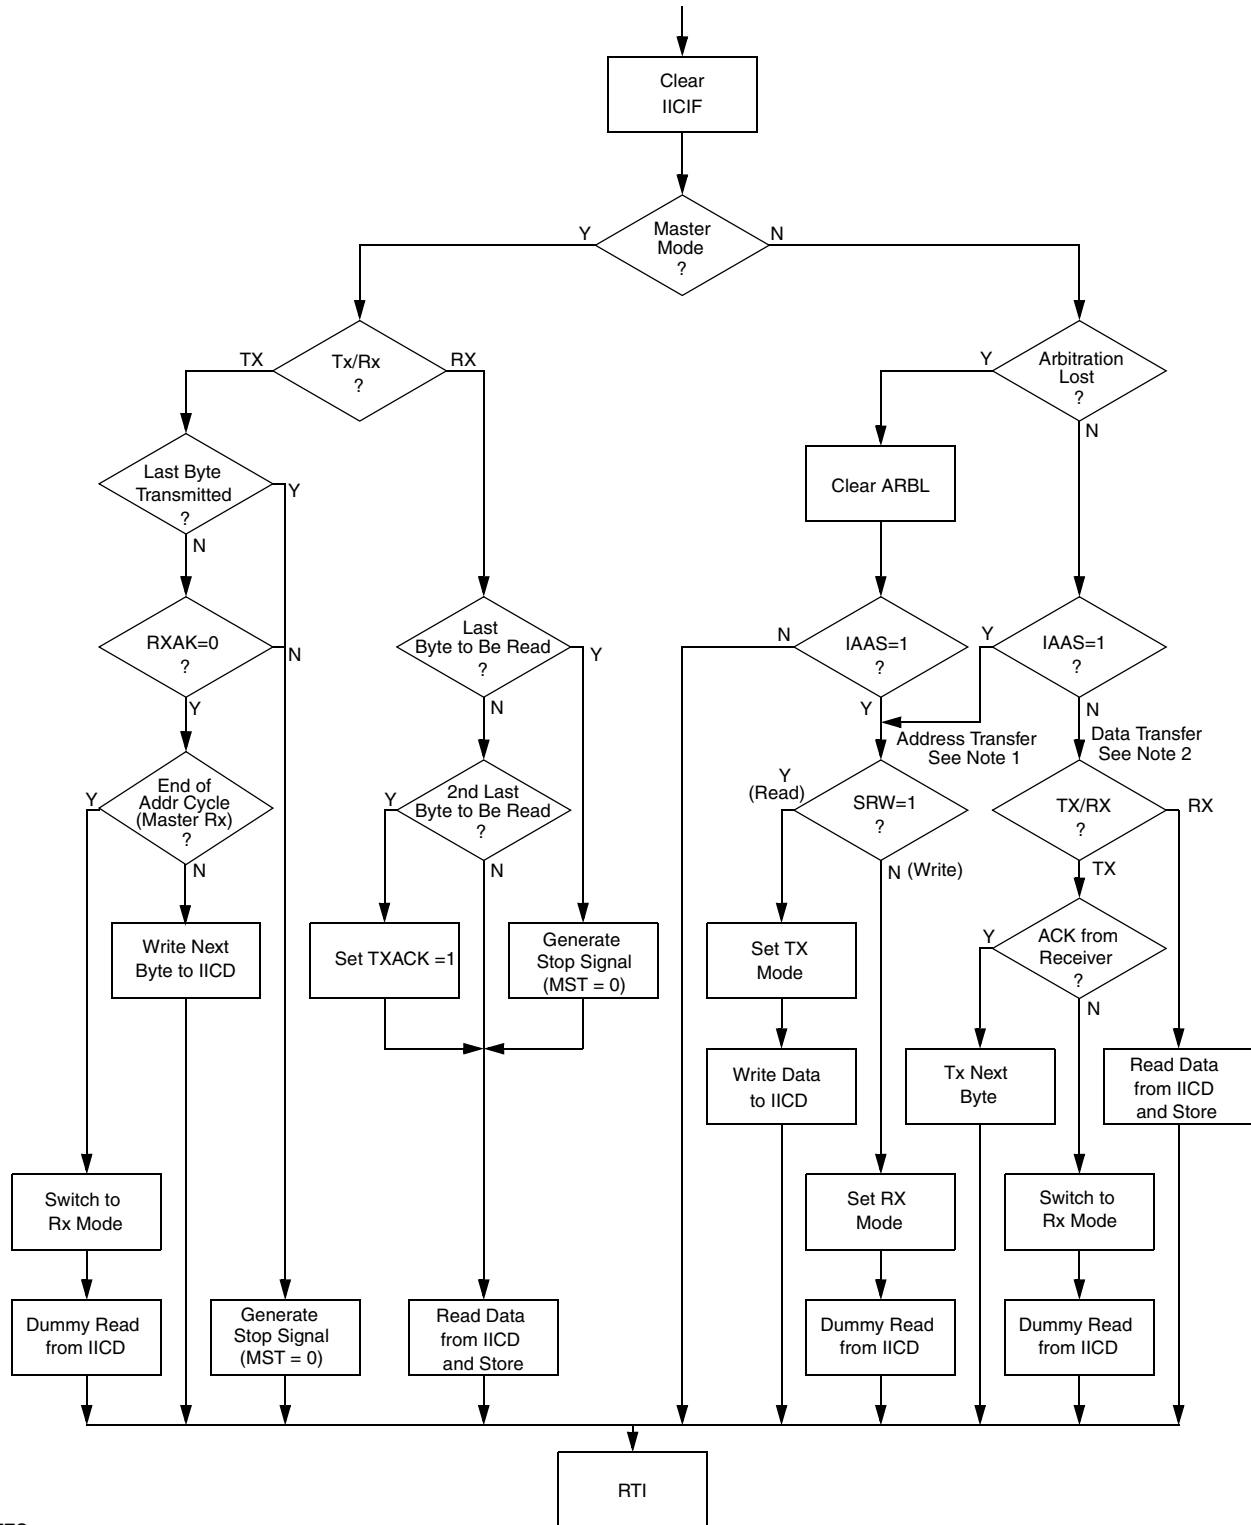 Clear
IICIF
Master
Mode
?
Y
N
Tx/Rx
?
TX
RX
Arbitration
Lost
?
Y
N
Last Byte
Transmitted
?
Y
N
Clear ARBL
RXAK=0
?
N
Y
Last
Byte to Be Read
?
Y
N
IAAS=1
?
N
Y
IAAS=1
?
Y
N
Address Transfer
See Note 1
Data Transfer
See Note 2
End of
Addr Cycle
(Master Rx)
?
Y
N
2nd Last
Byte to Be Read
?
Y
N
Y
(Read)
SRW=1
?
N (Write)
TX/RX
?
RX
TX
Write Next
Byte to IICD
Set TXACK =1
Generate
Stop Signal
(MST = 0)
Set TX
Mode
ACK from
Receiver
?
Y
N
Write Data
to IICD
Tx Next
Byte
Read Data
from IICD
and Store
Switch to
Rx Mode
Set RX
Mode
Switch to
Rx Mode
Dummy Read
from IICD
Generate
Stop Signal
(MST = 0)
Read Data
from IICD
and Store
Dummy Read
from IICD
Dummy Read
from IICD
RTI